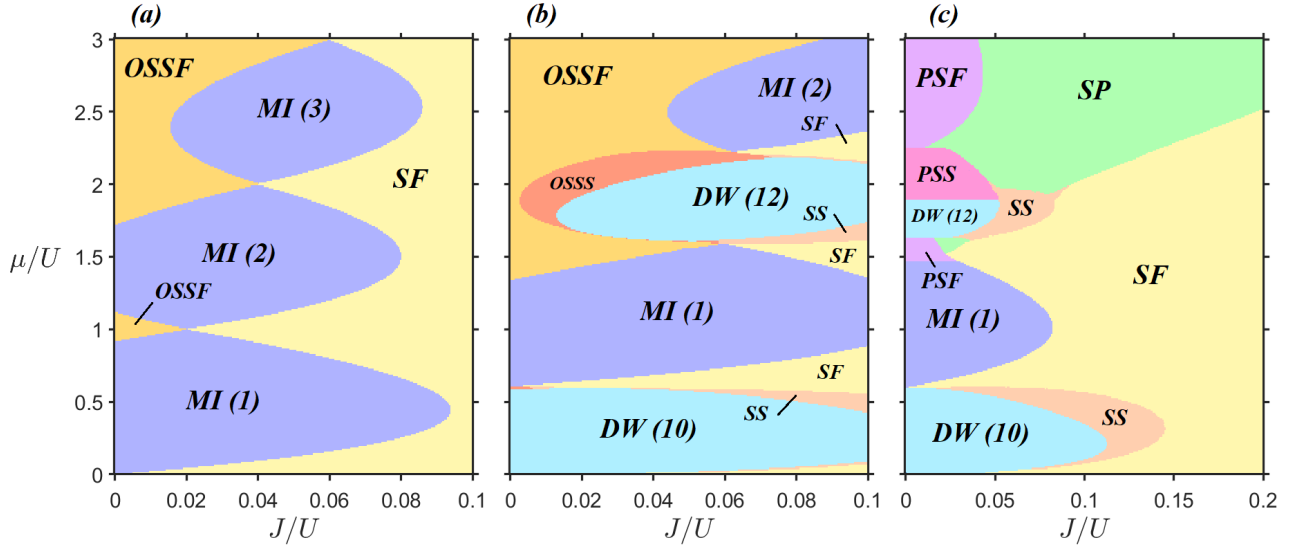 (a)
3
2.5
2
1.5
1
0.5
0
μ/U
OSSF
MI (3)
SF
MI (2)
OSSF
MI (1)
0 0.02 0.04 0.06 0.08 0.1
J/U
(b)
OSSF
MI (2)
SF
OSSS
DW (12)
SS
SF
MI (1)
SF
SS
DW (10)
0 0.02 0.04 0.06 0.08 0.1
J/U
(c)
PSF
SP
PSS
DW (12)
SS
PSF
SF
MI (1)
SS
DW (10)
0 0.05 0.1 0.15 0.2
J/U